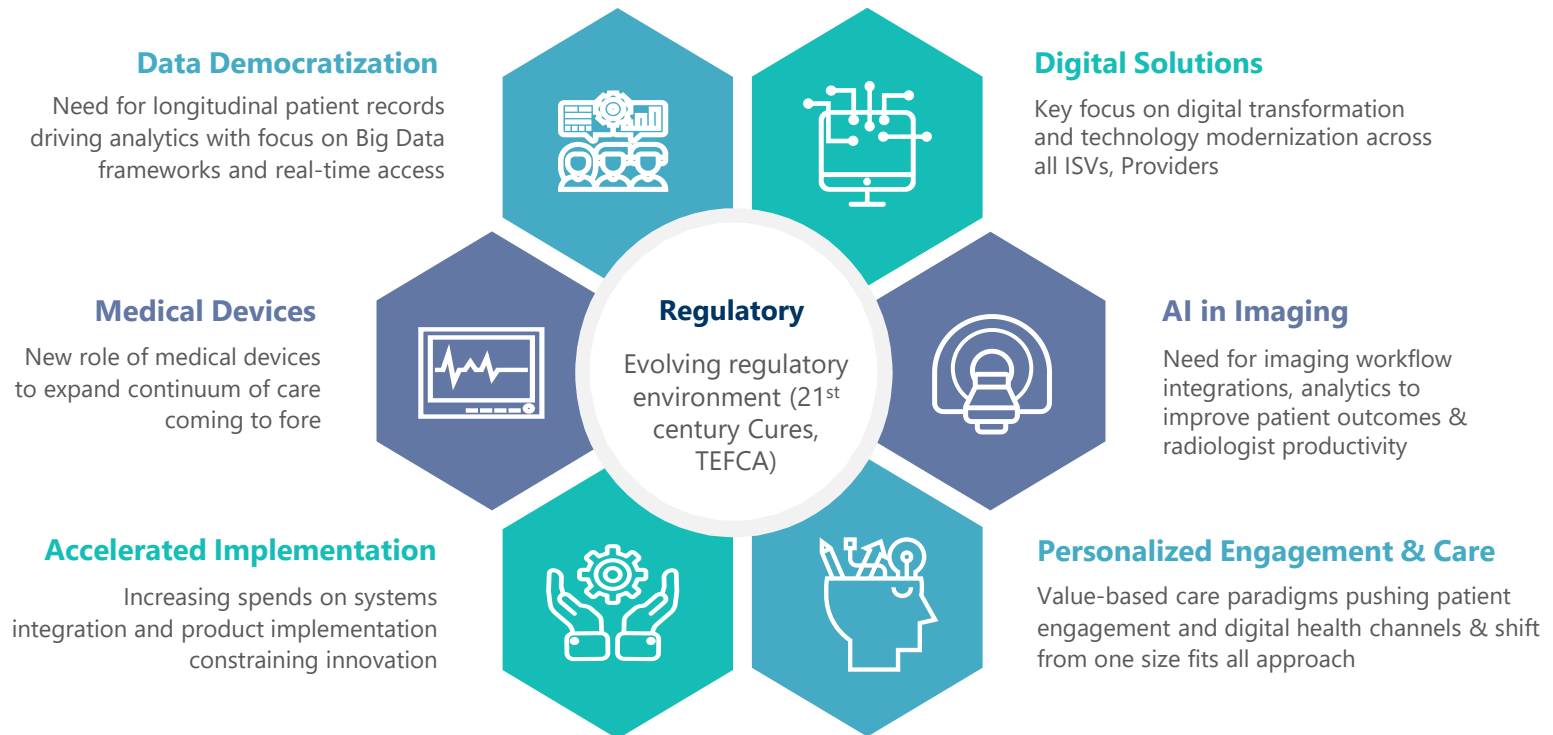 Data Democratization
Need for longitudinal patient records
driving analytics with focus on Big Data
frameworks and real-time access
Digital Solutions
Key focus on digital transformation
and technology modernization across
all ISVs, Providers
Medical Devices
New role of medical devices
to expand continuum of care
coming to fore
Regulatory
Evolving regulatory
environment (21st
century Cures,
TEFCA)
AI in Imaging
Need for imaging workflow
integrations, analytics to
improve patient outcomes &
radiologist productivity
Accelerated Implementation
Increasing spends on systems
integration and product implementation
constraining innovation
Personalized Engagement & Care
Value-based care paradigms pushing patient
engagement and digital health channels & shift
from one size fits all approach